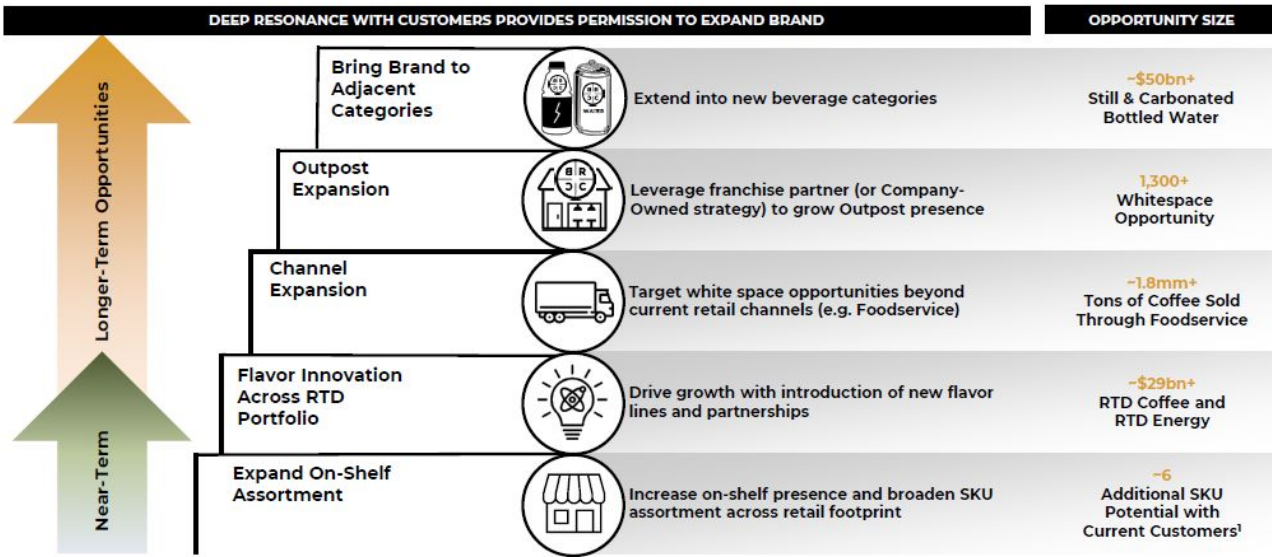 DEEP RESONANCE WITH CUSTOMERS PROVIDES PERMISSION TO EXPAND BRAND
OPPORTUNITY SIZE
Longer-Term Opportunities
Near-Term
Bring Brand to
Adjacent
Categories
WATER
Extend into new beverage categories
~$50bn+
Still & Carbonated
Bottled Water
Outpost
Expansion
B R
C C
Leverage franchise partner (or Company-
Owned strategy) to grow Outpost presence
1,300+
Whitespace
Opportunity
Channel
Expansion
Target white space opportunities beyond
current retail channels (e.g. Foodservice)
~1.8mm+
Tons of Coffee Sold
Through Foodservice
Flavor Innovation
Across RTD
Portfolio
Drive growth with introduction of new flavor
lines and partnerships
~$29bn+
RTD Coffee and
RTD Energy
Expand On-Shelf
Assortment
Increase on-shelf presence and broaden SKU
assortment across retail footprint
~6
Additional SKU
Potential with
Current Customers¹